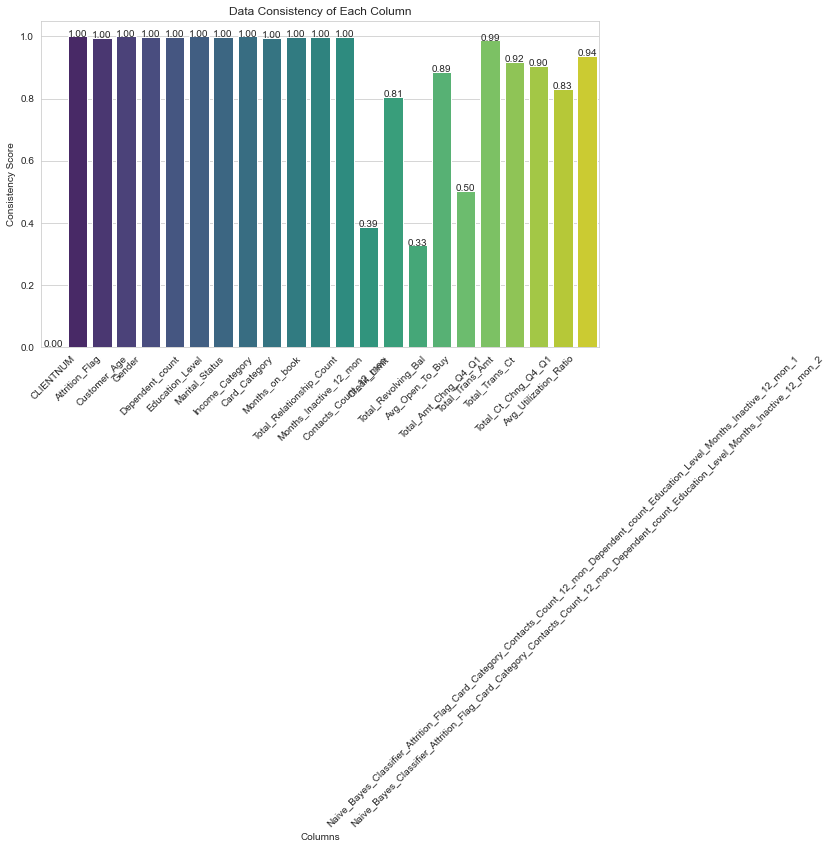 Data Consistency of Each Column
Consistency Score
1.0
0.8
0.6
0.4
0.2
0.0
0.00
1.00
1.00
1.00
1.00
1.00
1.00
1.00
1.00
1.00
1.00
1.00
1.00
0.39
0.81
0.33
0.89
0.50
0.99
0.92
0.90
0.83
0.94
CLIENTNUM
Attrition_Flag
Customer_Age
Gender
Dependent_count
Education_Level
Marital_Status
Income_Category
Card_Category
Months_on_book
Total_Relationship_Count
Months_Inactive_12_mon
Contacts_Count_12_mon
Credit_Limit
Total_Revolving_Bal
Avg_Open_To_Buy
Total_Amt_Chng_Q4_Q1
Total_Trans_Amt
Total_Trans_Ct
Total_Ct_Chng_Q4_Q1
Avg_Utilization_Ratio
Naive_Bayes_Classifier_Attrition_Flag_Card_Category_Contacts_Count_12_mon_Dependent_count_Education_Level_Months_Inactive_12_mon_1
Naive_Bayes_Classifier_Attrition_Flag_Card_Category_Contacts_Count_12_mon_Dependent_count_Education_Level_Months_Inactive_12_mon_2
Columns